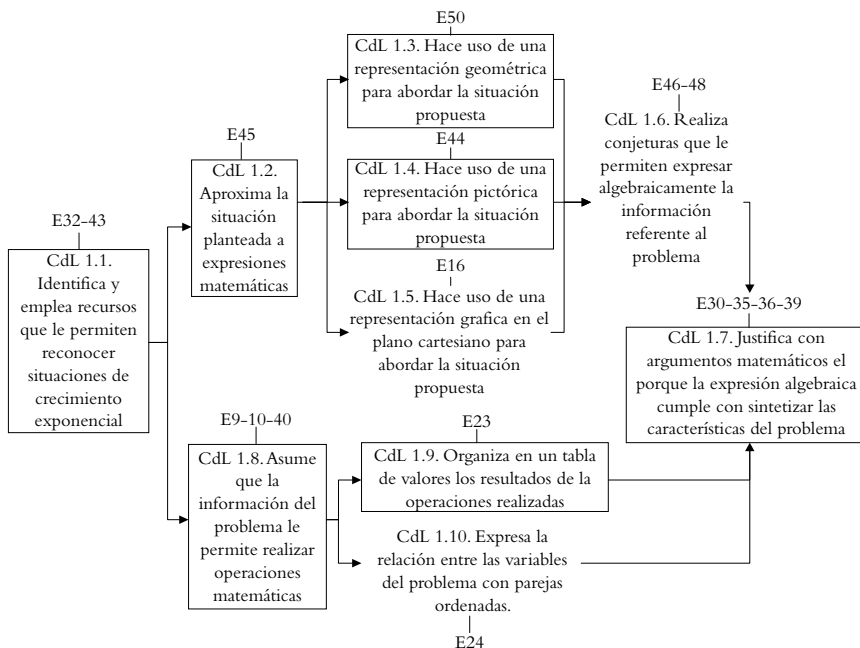 E32-43
CdL 1.1.
Identifica y
emplea recursos
que le permiten
reconocer
situaciones de
crecimiento
exponencial
E45
CdL 1.2.
Aproxima la
situación
planteada a
expresiones
matemáticas
E50
CdL 1.3. Hace uso de una
representación geométrica
para abordar la situación
propuesta
E44
CdL 1.4. Hace uso de una
representación pictórica
para abordar la situación
propuesta
E16
CdL 1.5. Hace uso de una
representación grafica en el
plano cartesiano para
abordar la situación
propuesta
E46-48
CdL 1.6. Realiza
conjeturas que le
permiten expresar
algebraicamente la
información
referente al
problema
E30-35-36-39
CdL 1.7. Justifica con
argumentos matemáticos el
porque la expresión algebraica
cumple con sintetizar las
características del problema
E9-10-40
CdL 1.8. Asume
que la
información del
problema le
permite realizar
operaciones
matemáticas
E23
CdL 1.9. Organiza en un tabla
de valores los resultados de la
operaciones realizadas
CdL 1.10. Expresa la
relación entre las variables
del problema con parejas
ordenadas.
E24